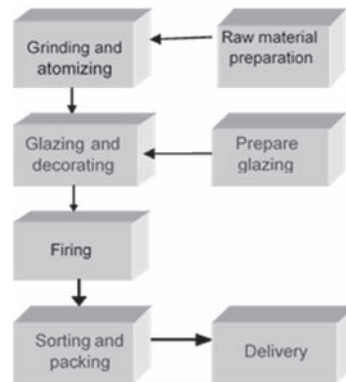 Grinding and
atomizing
Raw material
preparation
Glazing and
decorating
Prepare
glazing
Firing
Sorting and
packing
Delivery